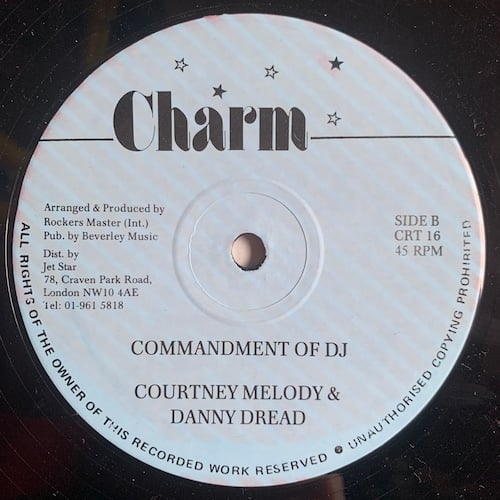 Charm
Arranged & Produced by
Rockers Master (Int.)
Pub. by Beverley Music
Dist. by
Jet Star
78, Craven Park Road,
London NW10 4AE
Tel: 01-961 5818
SIDE B
CRT 16
45 RPM
COMMANDMENT OF DJ
COURTNEY MELODY &
DANNY DREAD
ALL RIGHTS OF THE OWNER OF THIS RECORDED WORK RESERVED ● UNAUTHORISED COPYING PROHIBITED